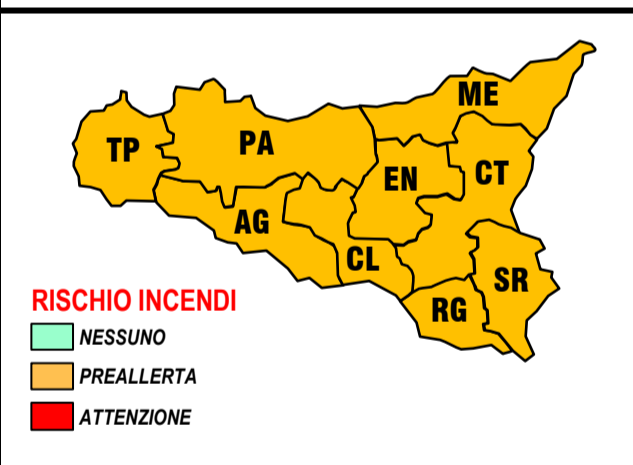 ME
TP
PA
EN
CT
AG
CL
SR
RG
RISCHIO INCENDI
NESSUNO
PREALLERTA
ATTENZIONE